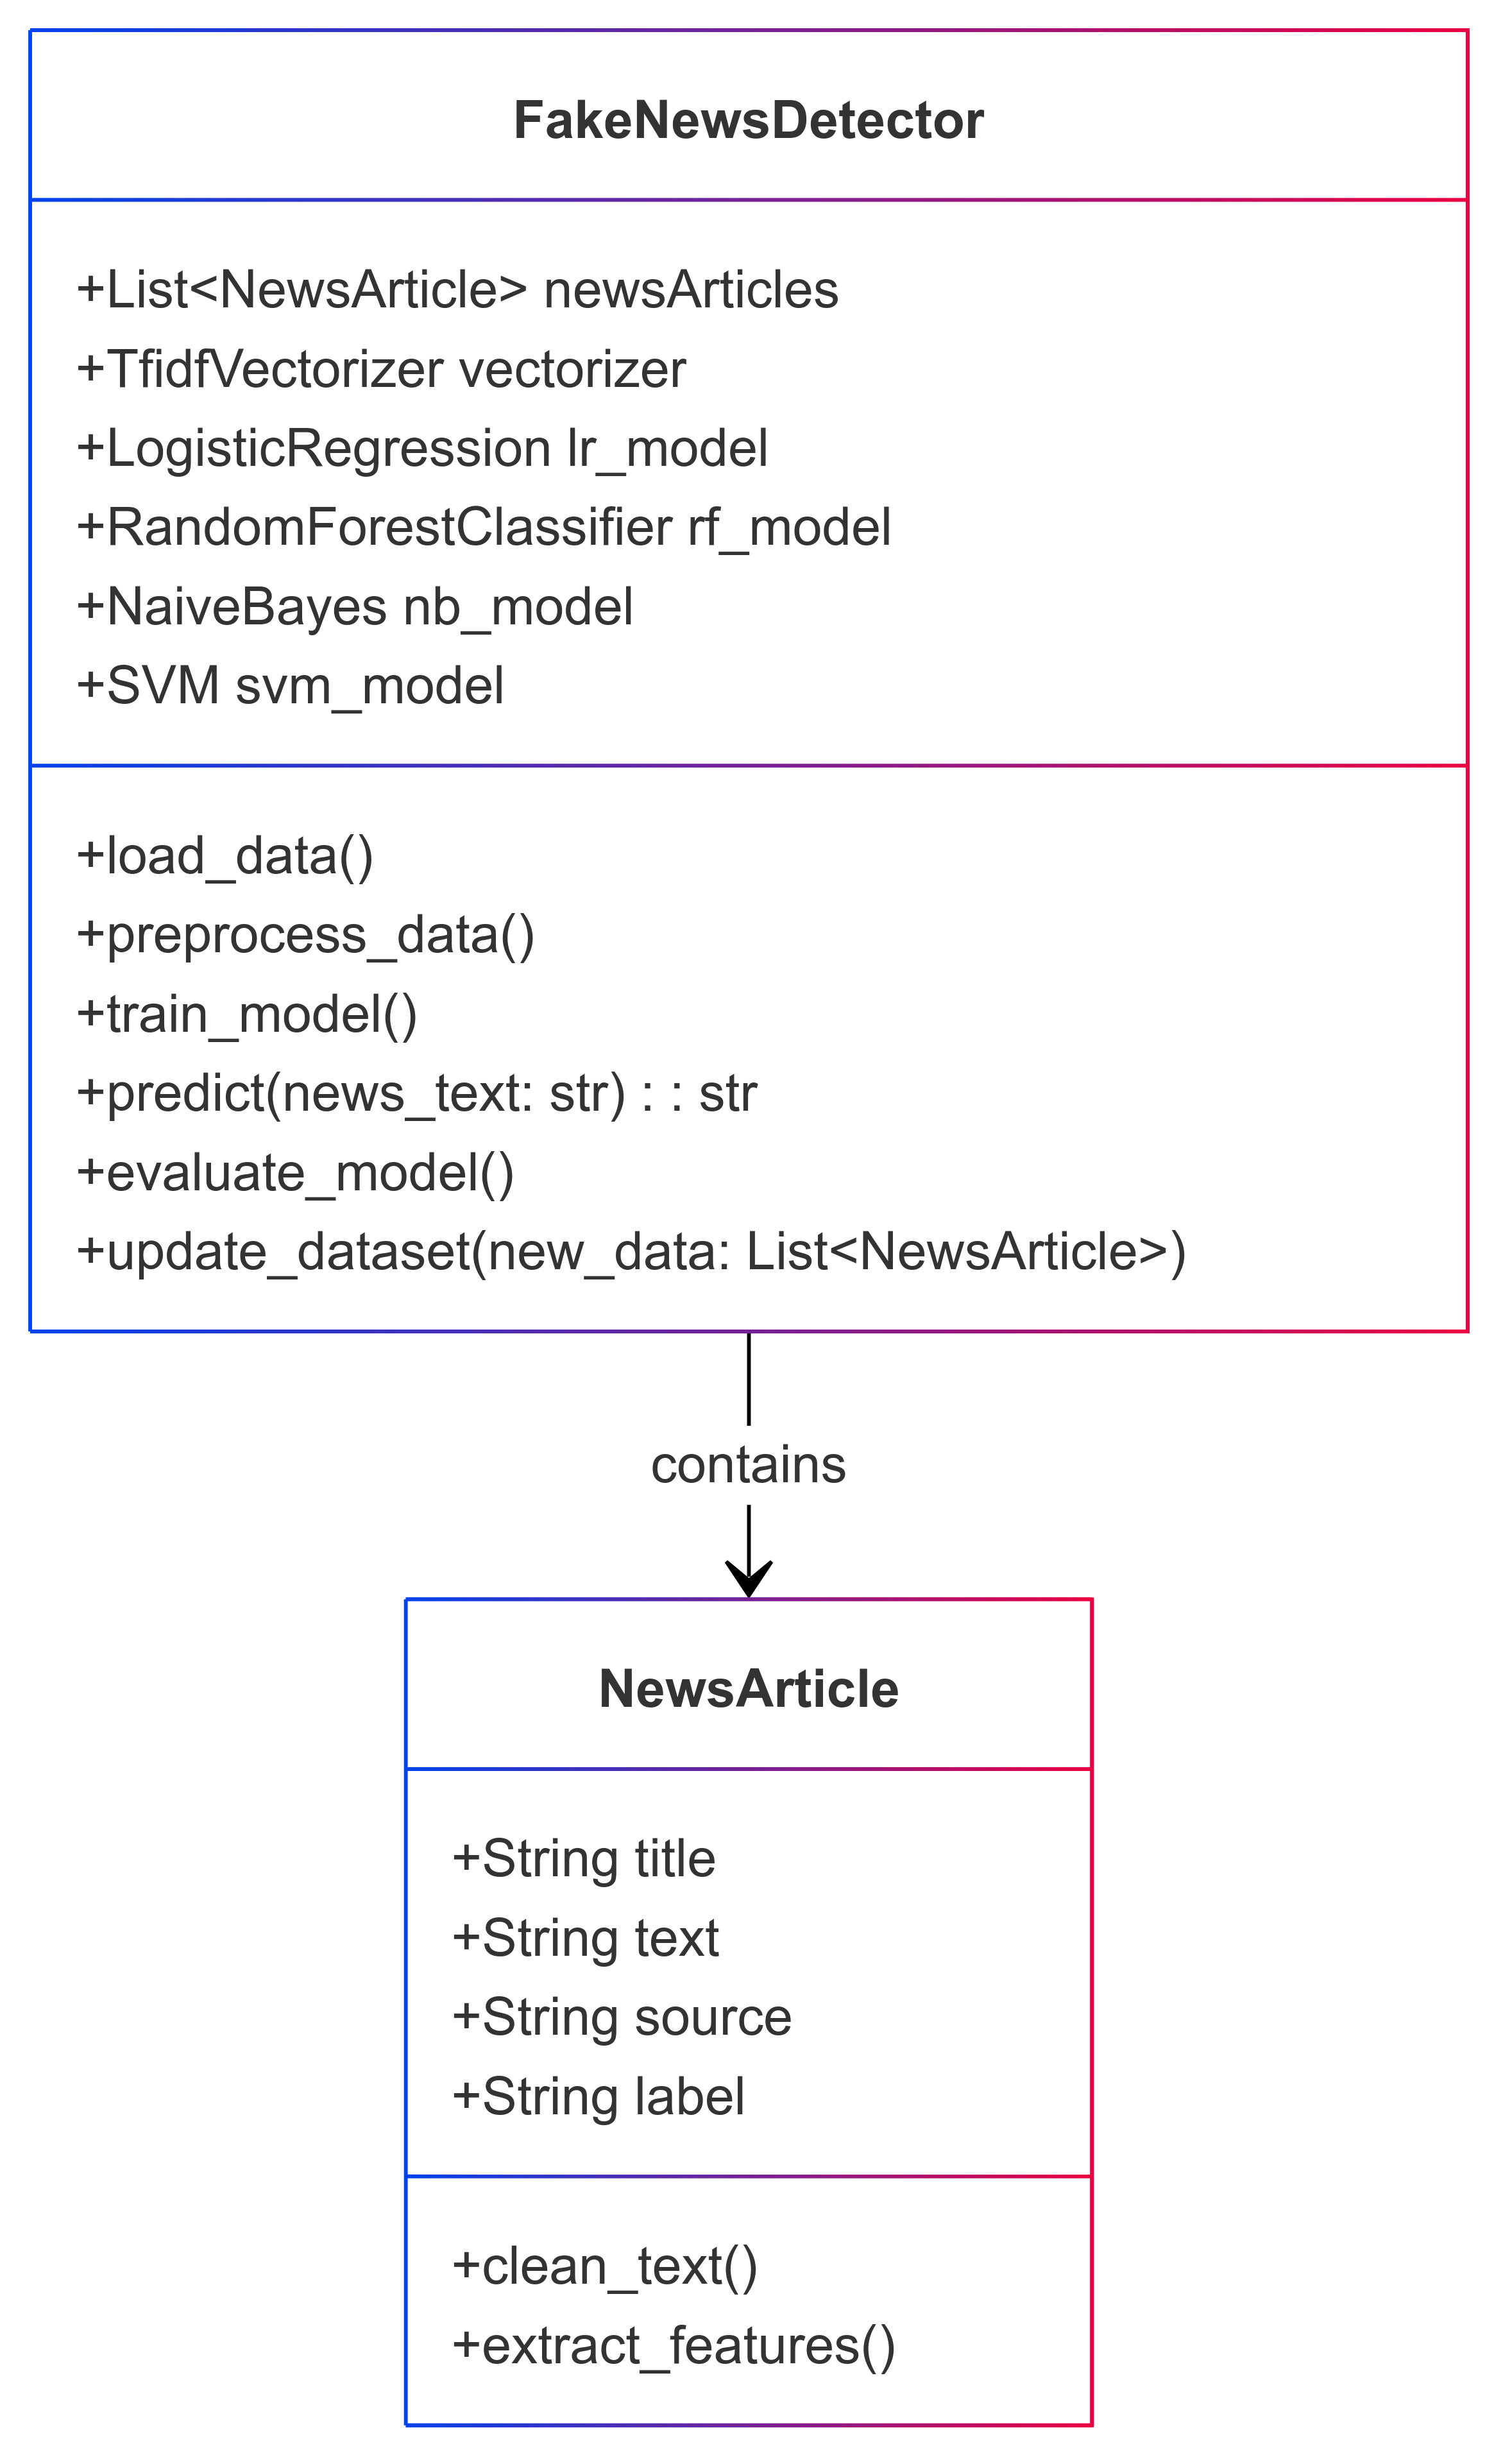 FakeNewsDetector
+List<NewsArticle> newsArticles
+TfidfVectorizer vectorizer
+LogisticRegression lr_model
+RandomForestClassifier rf_model
+NaiveBayes nb_model
+SVM svm_model
+load_data()
+preprocess_data()
+train_model()
+predict(news_text: str) : : str
+evaluate_model()
+update_dataset(new_data: List<NewsArticle>)
contains
NewsArticle
+String title
+String text
+String source
+String label
+clean_text()
+extract_features()